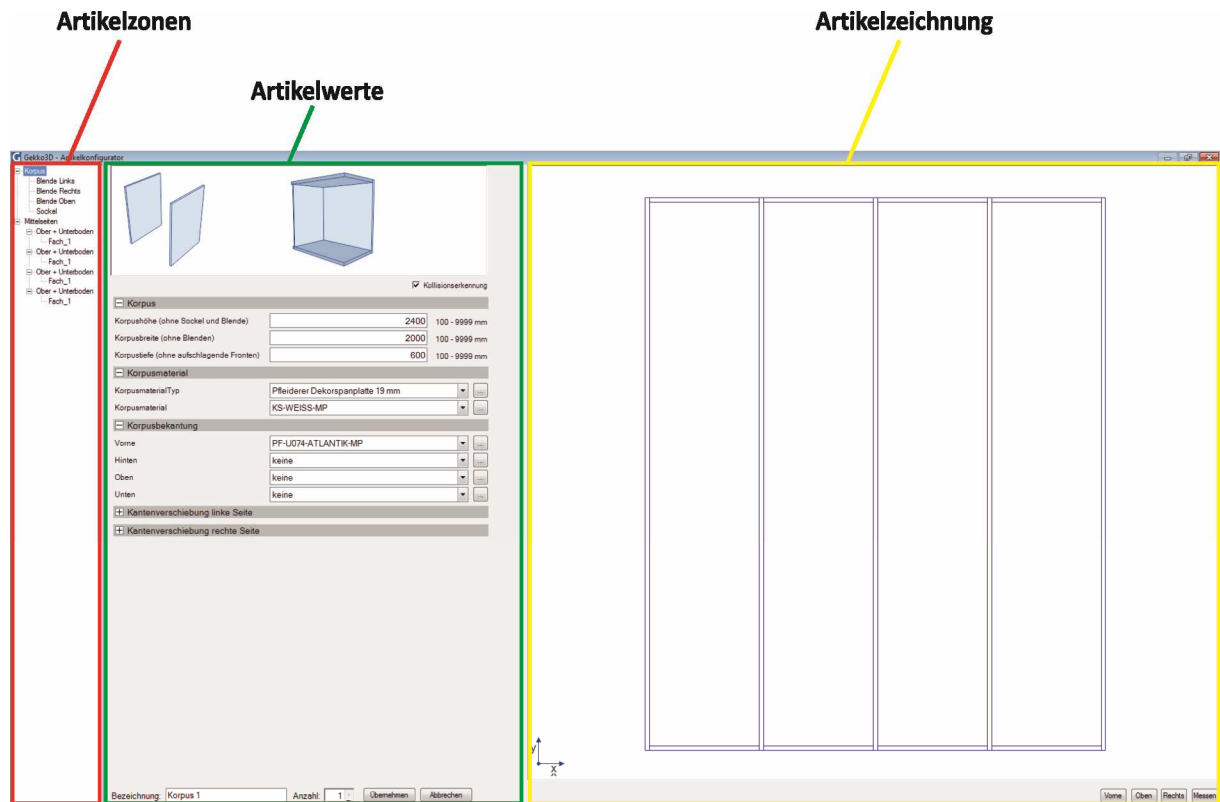 Artikelzonen
Artikelzeichnung
Artikelwerte
Gekko3D - Artikelkonfigurator
Korpus
Blende Links
Blende Rechts
Blende Oben
Sockel
Mittelseiten
Ober + Unterboden
Fach_1
Ober + Unterboden
Fach_1
Ober + Unterboden
Fach_1
Ober + Unterboden
Fach_1
Kollisionserkennung
Korpus
Korpushöhe (ohne Sockel und Blende) 2400 100 - 9999 mm
Korpusbreite (ohne Blenden) 2000 100 - 9999 mm
Korpustiefe (ohne aufschlagende Fronten) 600 100 - 9999 mm
Korpusmaterial
KorpusmaterialTyp Pfleiderer Dekorspanplatte 19 mm ...
Korpusmaterial KS-WEISS-MP ...
Korpusbekantung
Vorne PF-U074-ATLANTIK-MP ...
Hinten keine ...
Oben keine ...
Unten keine ...
Kantenverschiebung linke Seite
Kantenverschiebung rechte Seite
y
x
Bezeichnung: Korpus 1 Anzahl: 1 Übernehmen Abbrechen
Vorne Oben Rechts Messen